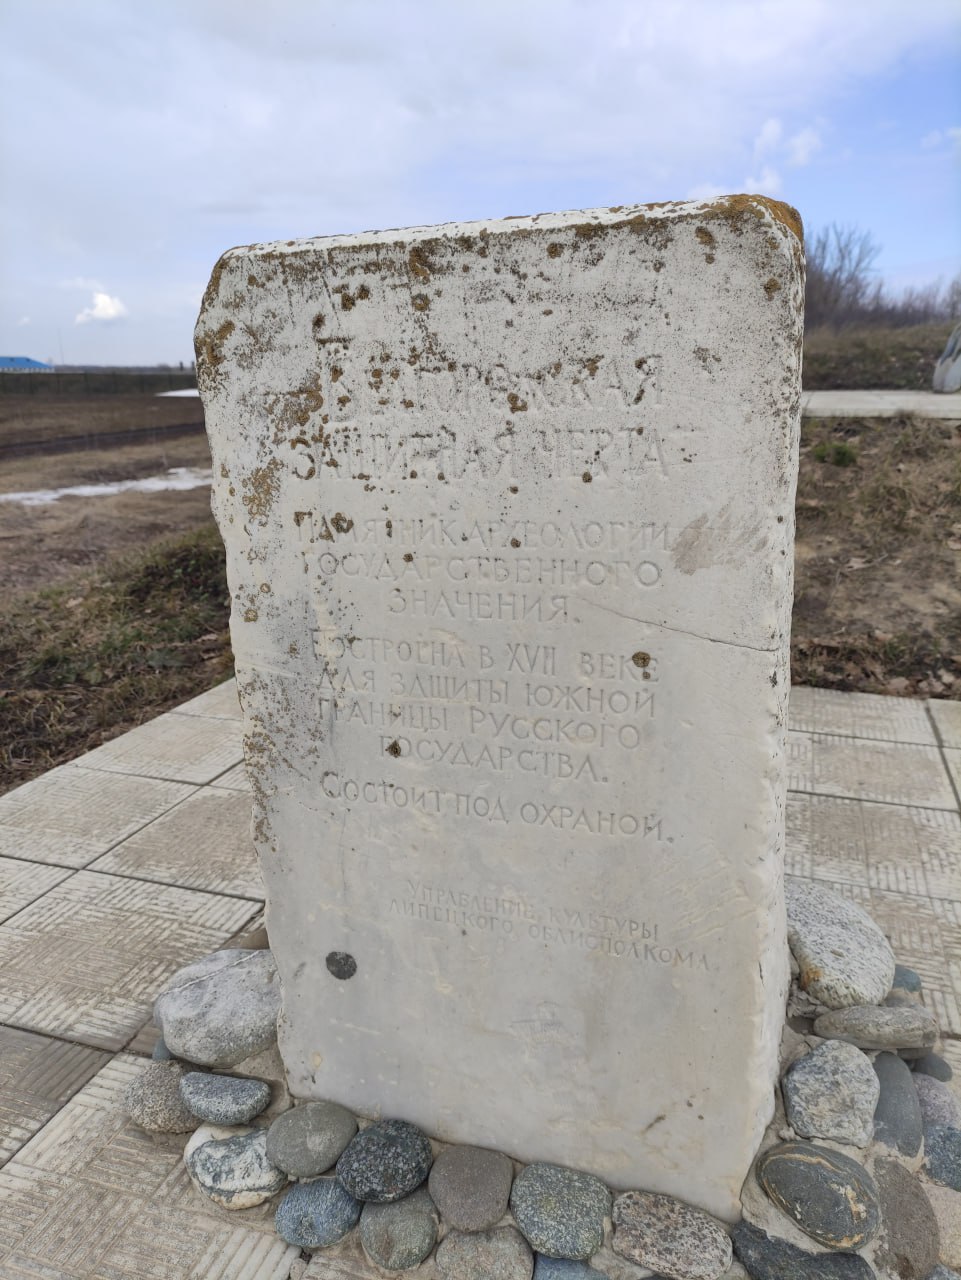 БЕЛГОРОДСКАЯ
ЗАЩИТНАЯ ЧЕРТА
ПАМЯТНИК АРХЕОЛОГИИ
ГОСУДАРСТВЕННОГО
ЗНАЧЕНИЯ.
ПОСТРОЕНА В XVII ВЕКЕ
ДЛЯ ЗАЩИТЫ ЮЖНОЙ
ГРАНИЦЫ РУССКОГО
ГОСУДАРСТВА.
СОСТОИТ ПОД ОХРАНОЙ.
УПРАВЛЕНИЕ КУЛЬТУРЫ
ЛИПЕЦКОГО ОБЛИСПОЛКОМА